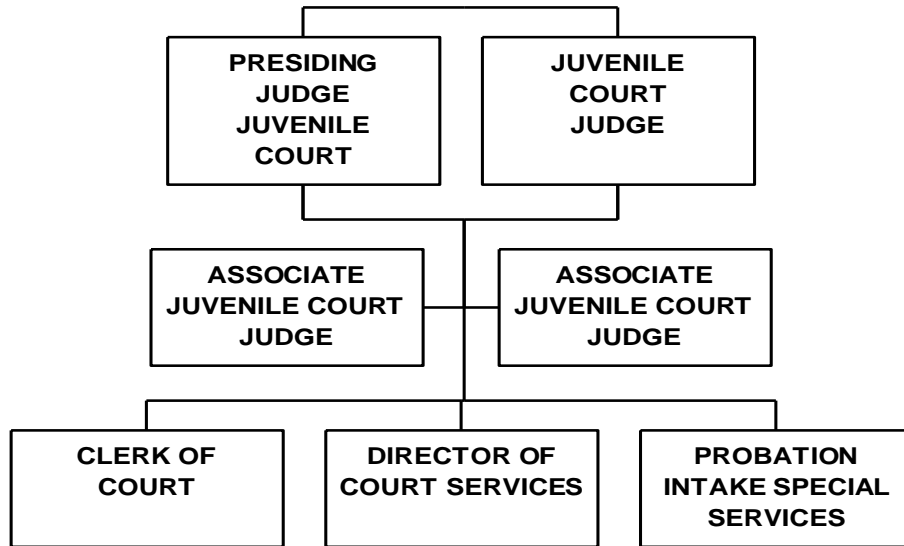 PRESIDING
JUDGE
JUVENILE
COURT
JUVENILE
COURT
JUDGE
ASSOCIATE
JUVENILE COURT
JUDGE
ASSOCIATE
JUVENILE COURT
JUDGE
CLERK OF
COURT
DIRECTOR OF
COURT SERVICES
PROBATION
INTAKE SPECIAL
SERVICES